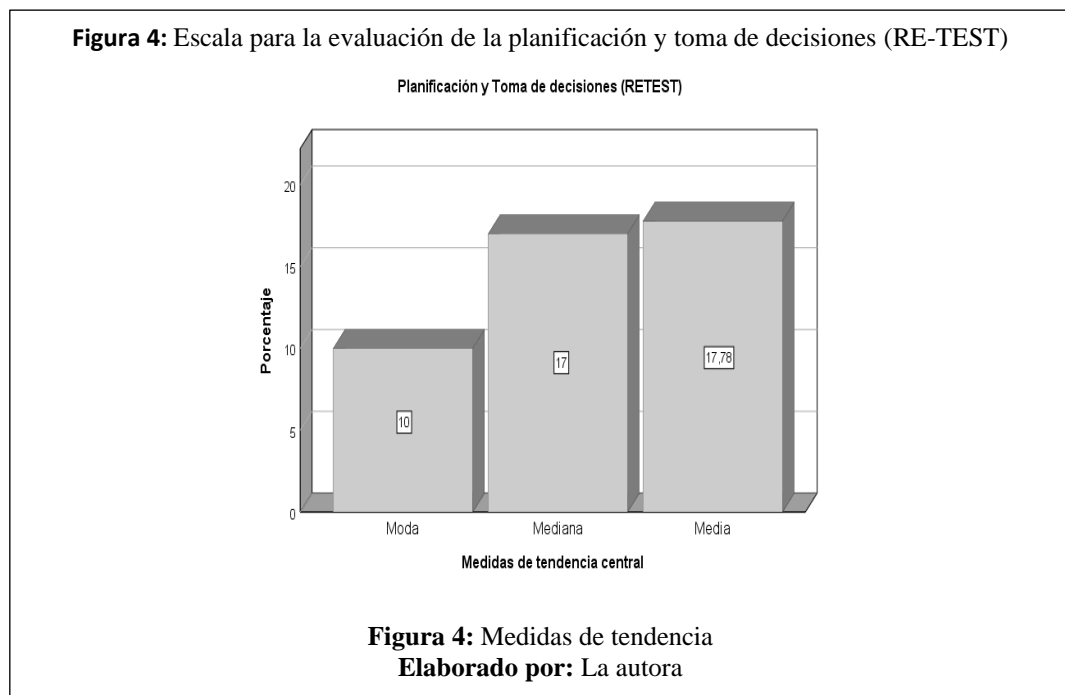 Figura 4: Escala para la evaluación de la planificación y toma de decisiones (RE-TEST)
Planificación y Toma de decisiones (RETEST)
Porcentaje
20
15
10
5
0
10
17
17,78
Moda Mediana Media
Medidas de tendencia central
Figura 4: Medidas de tendencia
Elaborado por: La autora